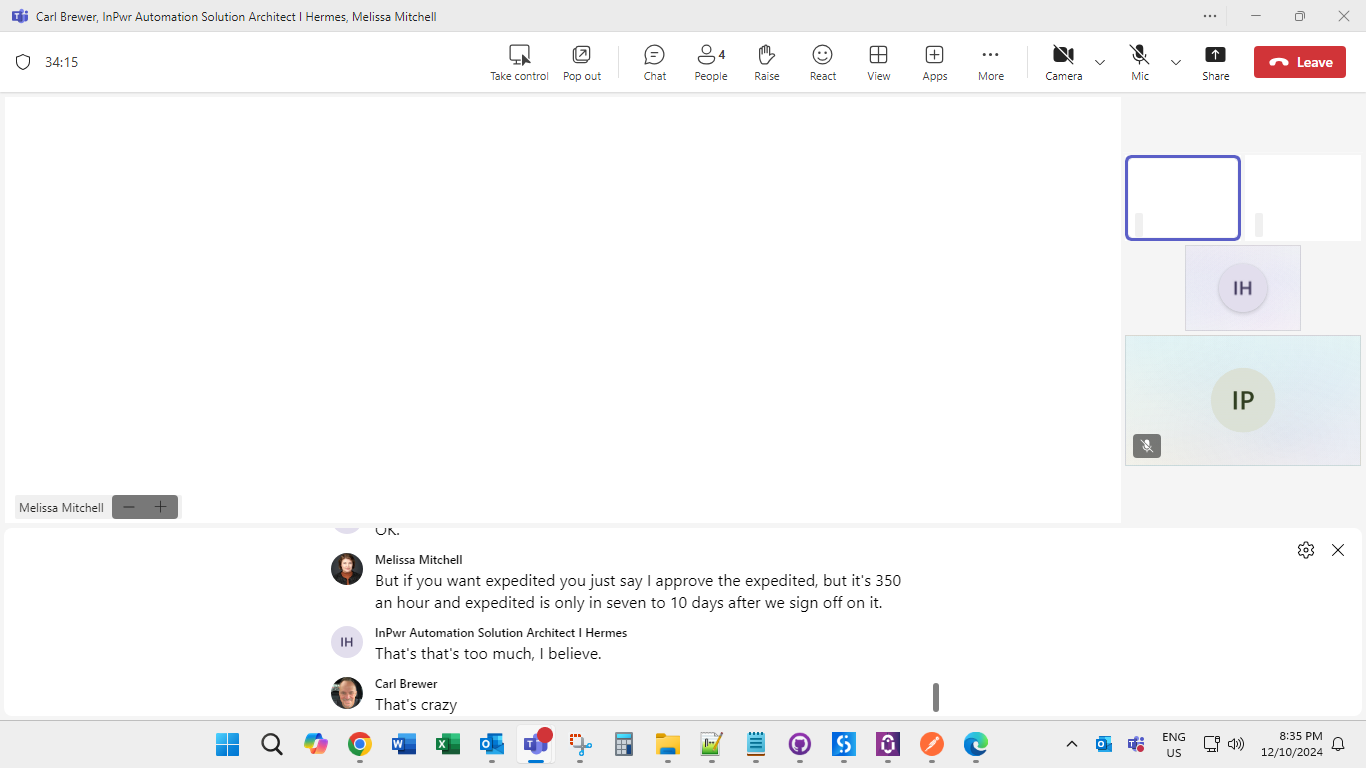 Carl Brewer, InPwr Automation Solution Architect I Hermes, Melissa Mitchell
34:15
Take control
Pop out
Chat
4
People
Raise
React
View
Apps
More
Camera
Mic
Share
Leave
IH
IP
Melissa Mitchell
OK.
Melissa Mitchell
But if you want expedited you just say I approve the expedited, but it's 350
an hour and expedited is only in seven to 10 days after we sign off on it.
IH
InPwr Automation Solution Architect I Hermes
That's that's too much, I believe.
Carl Brewer
That's crazy
ENG
US
8:35 PM
12/10/2024